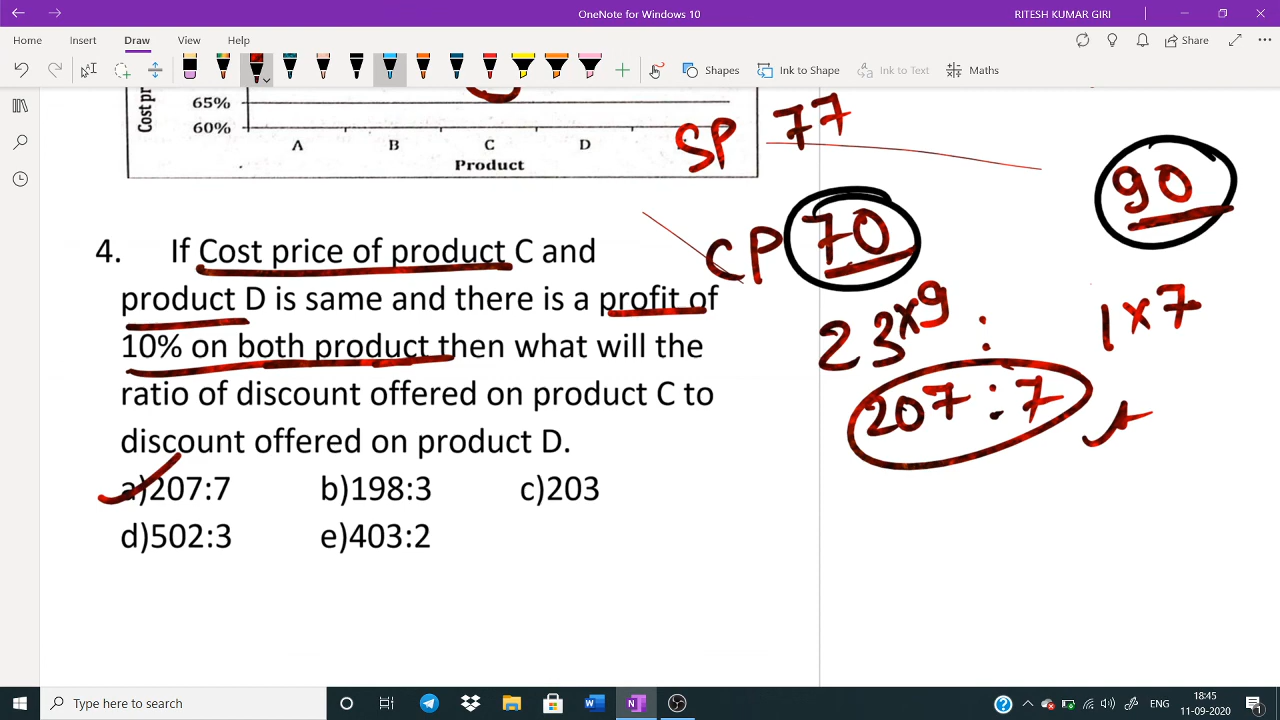 OneNote for Windows 10
RITESH KUMAR GIRI
Home Insert Draw View Help
Share
Shapes Ink to Shape Ink to Text Maths
Cost pr
65%
60%
A B C D
Product
SP 77
90
CP 70
4. If Cost price of product C and
product D is same and there is a profit of
10% on both product then what will the
ratio of discount offered on product C to
discount offered on product D.
a)207:7 b)198:3 c)203
d)502:3 e)403:2
23×9 : 1×7
207:7
Type here to search
ENG
18:45
11-09-2020